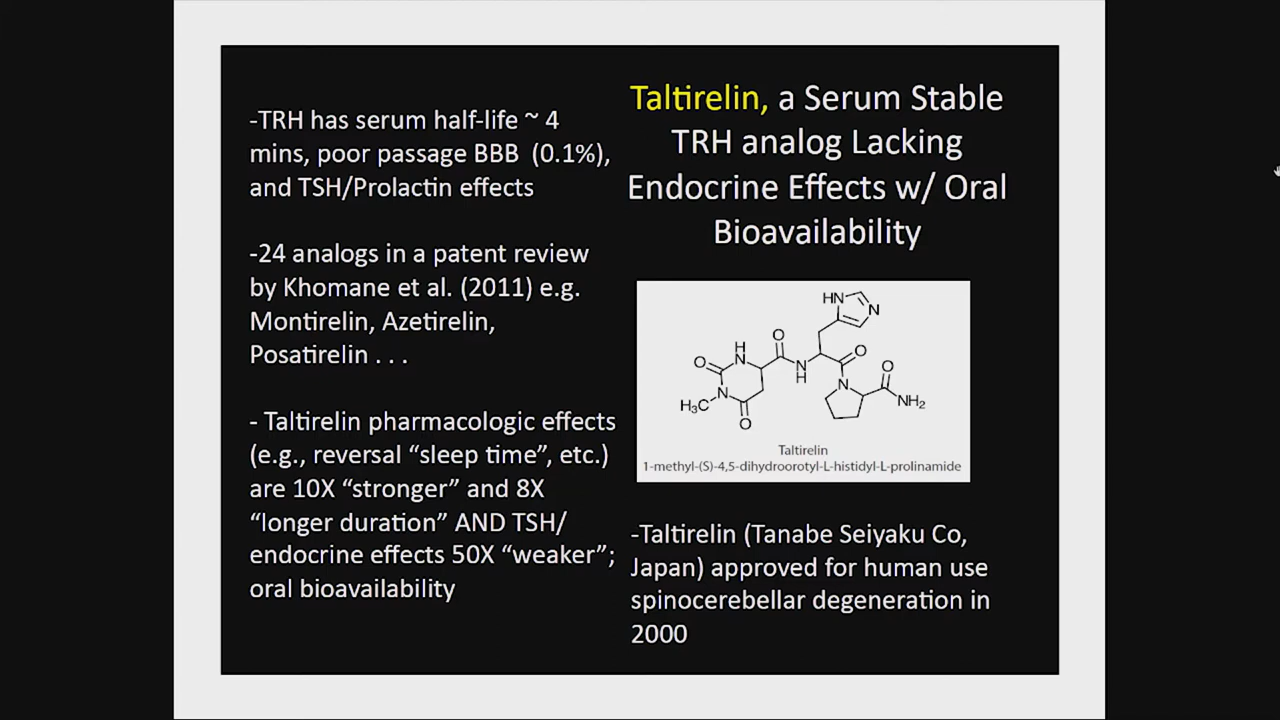 -TRH has serum half-life ~ 4
mins, poor passage BBB (0.1%),
and TSH/Prolactin effects
-24 analogs in a patent review
by Khomane et al. (2011) e.g.
Montirelin, Azetirelin,
Posatirelin . . .
- Taltirelin pharmacologic effects
(e.g., reversal “sleep time”, etc.)
are 10X “stronger” and 8X
“longer duration” AND TSH/
endocrine effects 50X “weaker”;
oral bioavailability
Taltirelin, a Serum Stable
TRH analog Lacking
Endocrine Effects w/ Oral
Bioavailability
HN
N
O
H
N
O
O
N
H
O
N
O
NH₂
H₃C
N
O
Taltirelin
1-methyl-(S)-4,5-dihydroorotyl-L-histidyl-L-prolinamide
-Taltirelin (Tanabe Seiyaku Co,
Japan) approved for human use
spinocerebellar degeneration in
2000